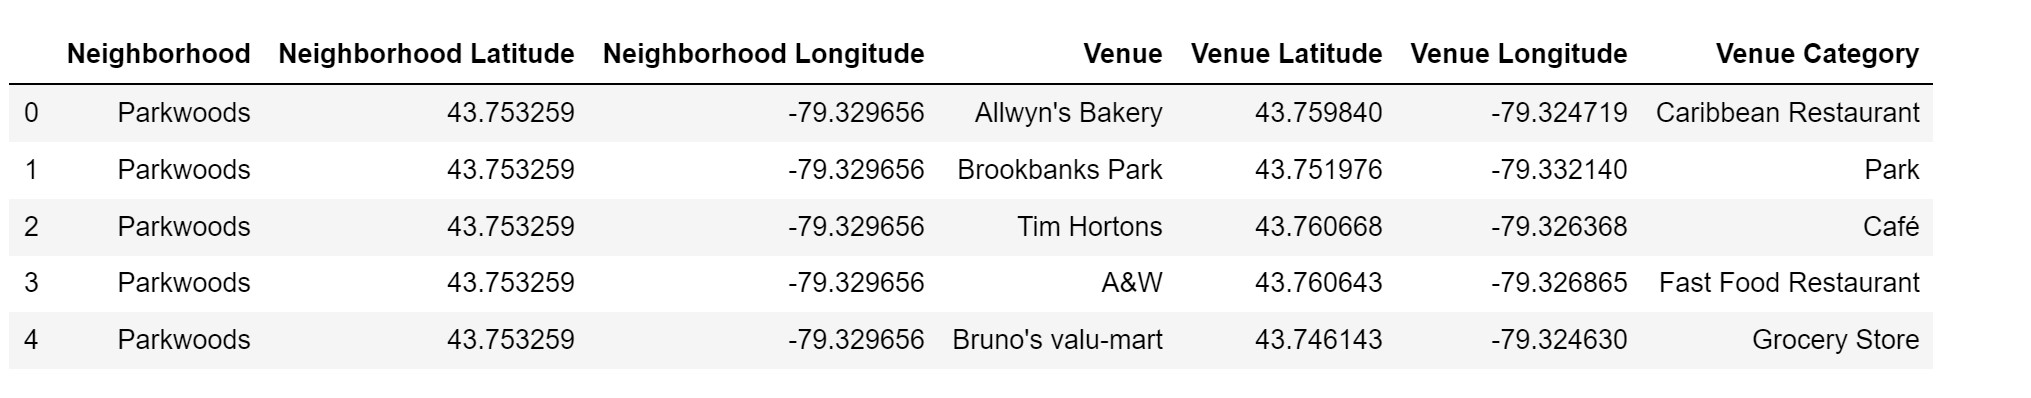 Neighborhood Neighborhood Latitude Neighborhood Longitude Venue Venue Latitude Venue Longitude Venue Category
0 Parkwoods 43.753259 -79.329656 Allwyn's Bakery 43.759840 -79.324719 Caribbean Restaurant
1 Parkwoods 43.753259 -79.329656 Brookbanks Park 43.751976 -79.332140 Park
2 Parkwoods 43.753259 -79.329656 Tim Hortons 43.760668 -79.326368 Café
3 Parkwoods 43.753259 -79.329656 A&W 43.760643 -79.326865 Fast Food Restaurant
4 Parkwoods 43.753259 -79.329656 Bruno's valu-mart 43.746143 -79.324630 Grocery Store